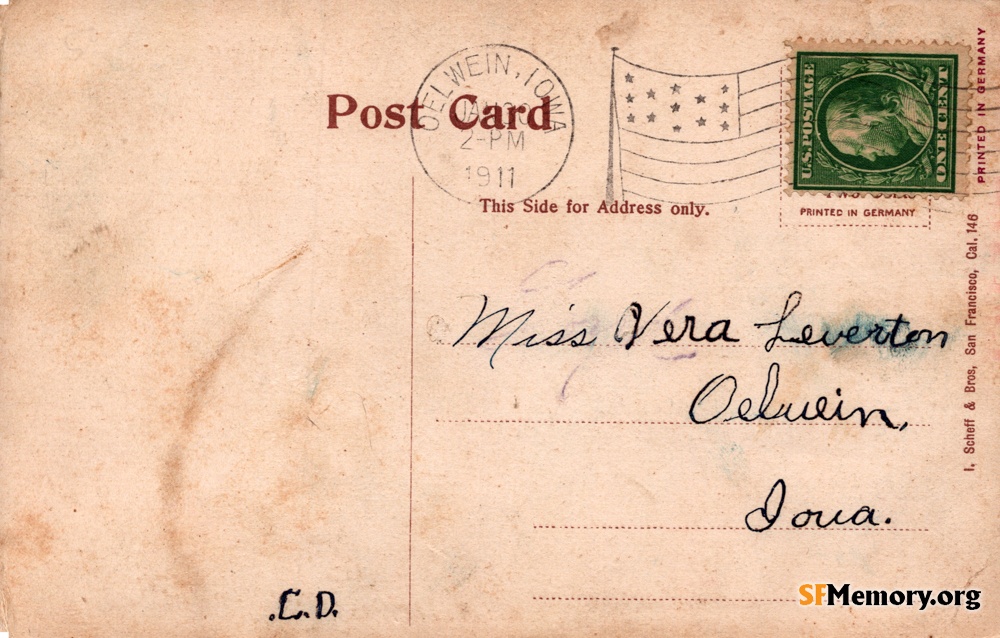 OELWEIN, IOWA
2-PM
1911
Post Card
This Side for Address only.
U.S. POSTAGE
ONE CENT
PRINTED IN GERMANY
PRINTED IN GERMANY
I. Scheff & Bros, San Francisco, Cal. 146
Miss Vera Leverton
Oelwein,
Iowa.
.C.D.
SFMemory.org